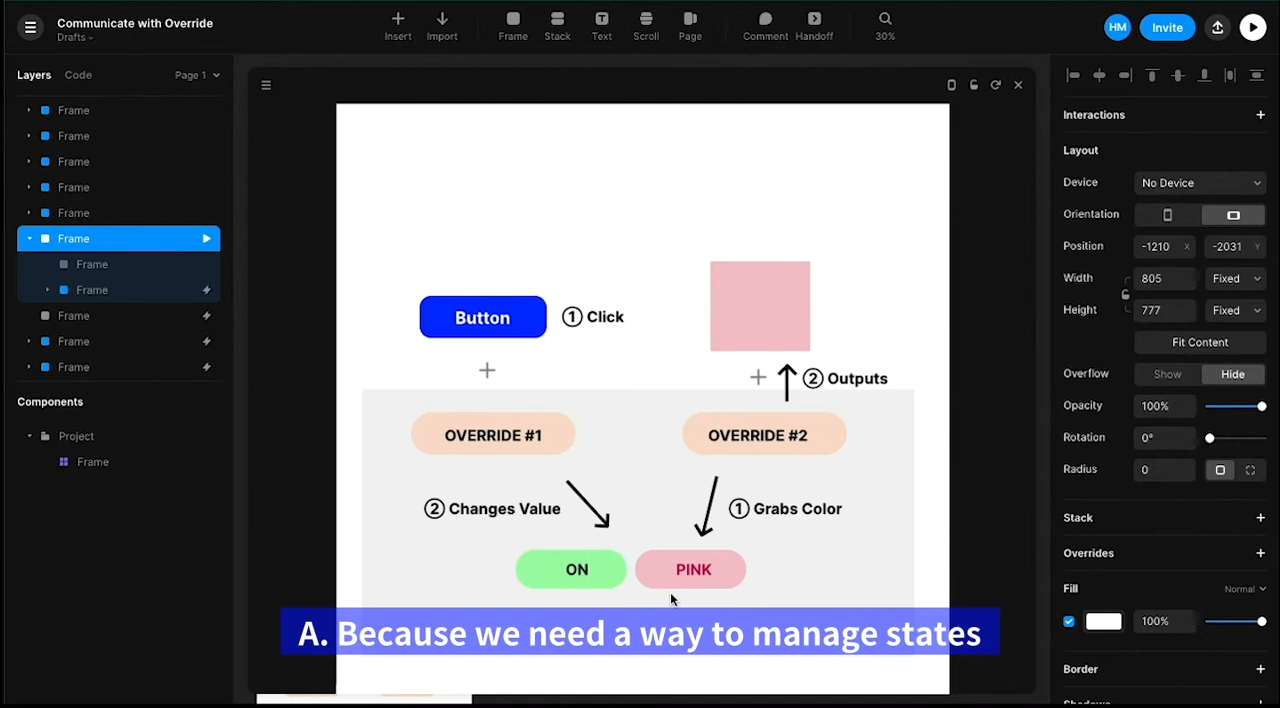 Communicate with Override
Drafts
Insert
Import
Frame
Stack
Text
Scroll
Page
Comment
Handoff
30%
HM
Invite
Layers
Code
Page 1
Frame
Frame
Frame
Frame
Frame
Frame
Frame
Frame
Frame
Frame
Frame
Components
Project
Frame
Button
① Click
② Outputs
OVERRIDE #1
OVERRIDE #2
② Changes Value
① Grabs Color
ON
PINK
A. Because we need a way to manage states
Interactions
Layout
Device
No Device
Orientation
Position
-1210 X
-2031 Y
Width
805
Fixed
Height
777
Fixed
Fit Content
Overflow
Show
Hide
Opacity
100%
Rotation
0°
Radius
0
Stack
Overrides
Fill
Normal
100%
Border
Shadows